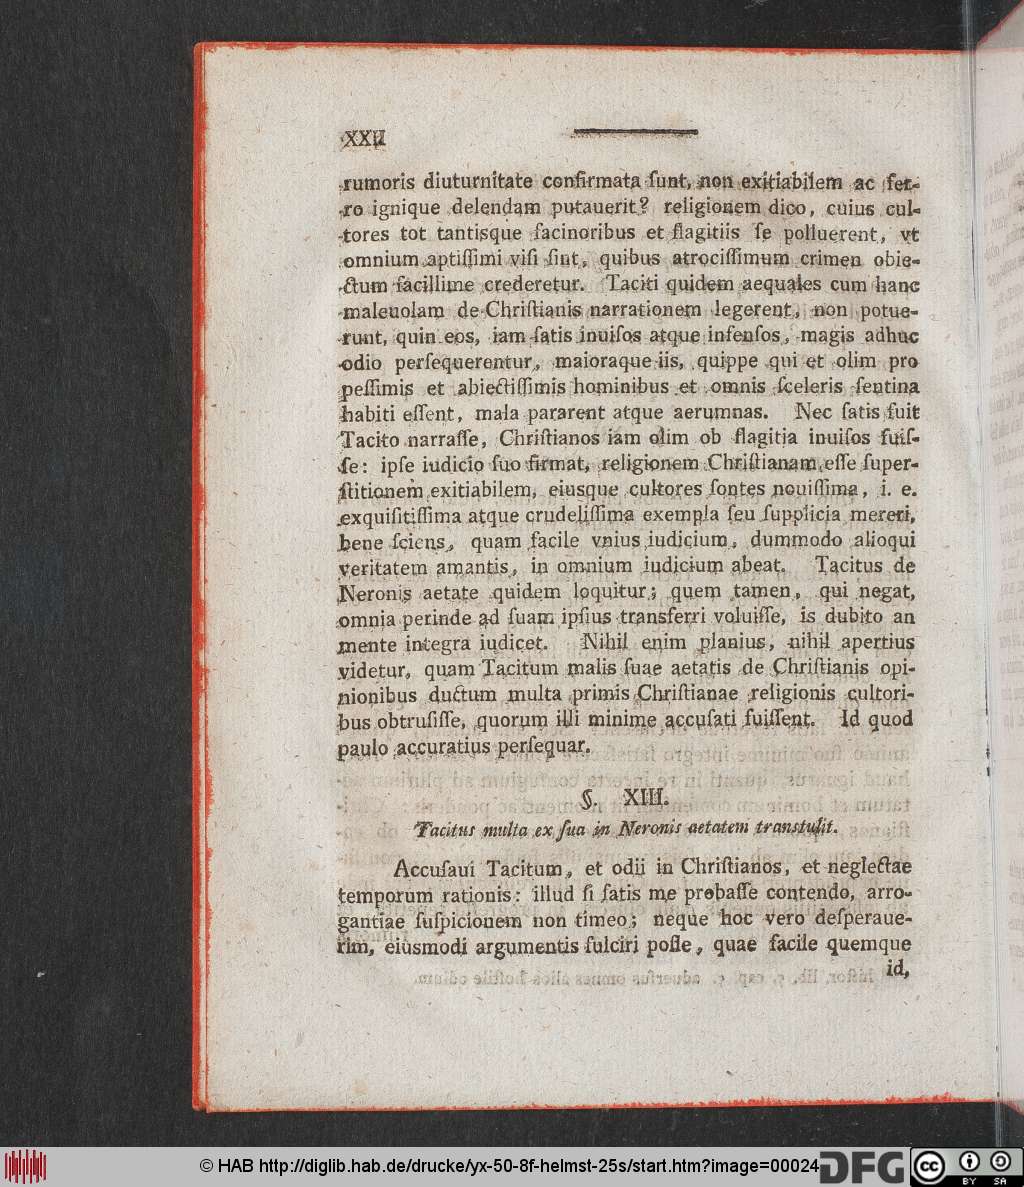 XXII
rumoris diuturnitate confirmata ſunt, non exitiabilem ac fer-
ro ignique delendam putauerit? religionem dico, cuius cul-
tores tot tantisque facinoribus et flagitiis ſe polluerent, vt
omnium aptiſſimi viſi ſint, quibus atrociſſimum crimen obie-
ctum facillime crederetur. Taciti quidem aequales cum hanc
maleuolam de Chriſtianis narrationem legerent, non potue-
runt, quin eos, iam ſatis inuiſos atque infenſos, magis adhuc
odio perſequerentur, maioraque iis, quippe qui et olim pro
peſſimis et abiectiſſimis hominibus et omnis ſceleris ſentina
habiti eſſent, mala pararent atque aerumnas. Nec ſatis fuit
Tacito narraſſe, Chriſtianos iam olim ob flagitia inuiſos fuiſ-
ſe: ipſe iudicio ſuo firmat, religionem Chriſtianam eſſe ſuper-
ſtitionem exitiabilem, eiusque cultores ſontes nouiſſima, i. e.
exquiſitiſſima atque crudeliſſima exempla ſeu ſupplicia mereri,
bene ſciens, quam facile vnius iudicium, dummodo alioqui
veritatem amantis, in omnium iudicium abeat. Tacitus de
Neronis aetate quidem loquitur; quem tamen, qui negat,
omnia perinde ad ſuam ipſius transferri voluiſſe, is dubito an
mente integra iudicet. Nihil enim planius, nihil apertius
videtur, quam Tacitum malis ſuae aetatis de Chriſtianis opi-
nionibus ductum multa primis Chriſtianae religionis cultori-
bus obtruſiſſe, quorum illi minime accuſati fuiſſent. Id quod
paulo accuratius perſequar.
§. XIII.
Tacitus multa ex ſua in Neronis aetatem transtulit.
Accuſaui Tacitum, et odii in Chriſtianos, et neglectae
temporum rationis: illud ſi ſatis me probaſſe contendo, arro-
gantiae ſuſpicionem non timeo; neque hoc vero deſperaue-
rim, eiusmodi argumentis fulciri poſſe, quae facile quemque
id,
© HAB http://diglib.hab.de/drucke/yx-50-8f-helmst-25s/start.htm?image=00024
DFG
cc
BY SA